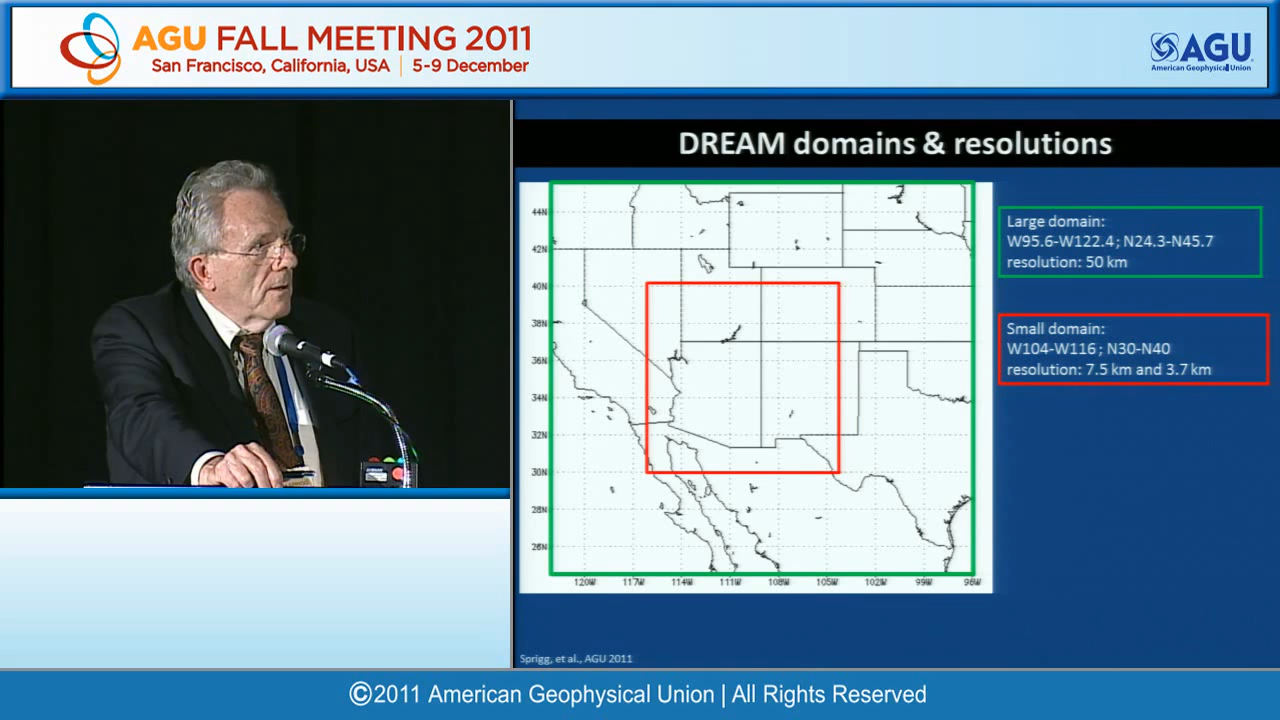 AGU FALL MEETING 2011
San Francisco, California, USA | 5-9 December
AGU
American Geophysical Union
DREAM domains & resolutions
44N
42N
40N
38N
36N
34N
32N
30N
28N
26N
120W 117W 114W 111W 108W 105W 102W 99W 96W
Large domain:
W95.6-W122.4; N24.3-N45.7
resolution: 50 km
Small domain:
W104-W116; N30-N40
resolution: 7.5 km and 3.7 km
Sprigg, et al., AGU 2011
©2011 American Geophysical Union | All Rights Reserved